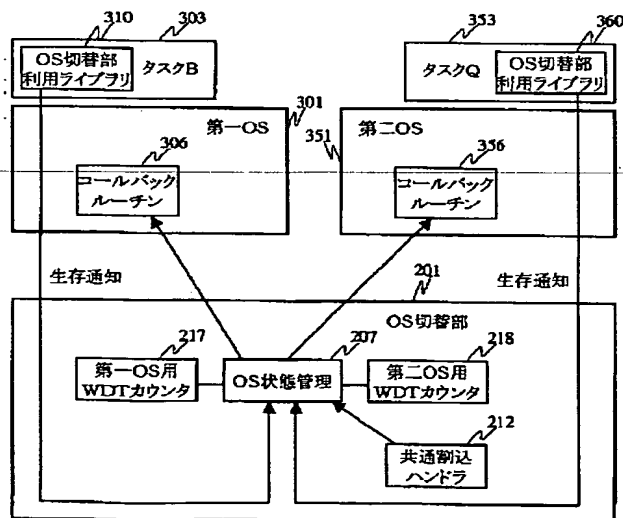 310
303
353
360
OS切替部
利用ライブラリ
タスクB
タスクQ
OS切替部
利用ライブラリ
301
第一OS
306
コールバック
ルーチン
351
第二OS
356
コールバック
ルーチン
生存通知
生存通知
201
OS切替部
217
第一OS用
WDTカウンタ
207
OS状態管理
218
第二OS用
WDTカウンタ
212
共通割込
ハンドラ